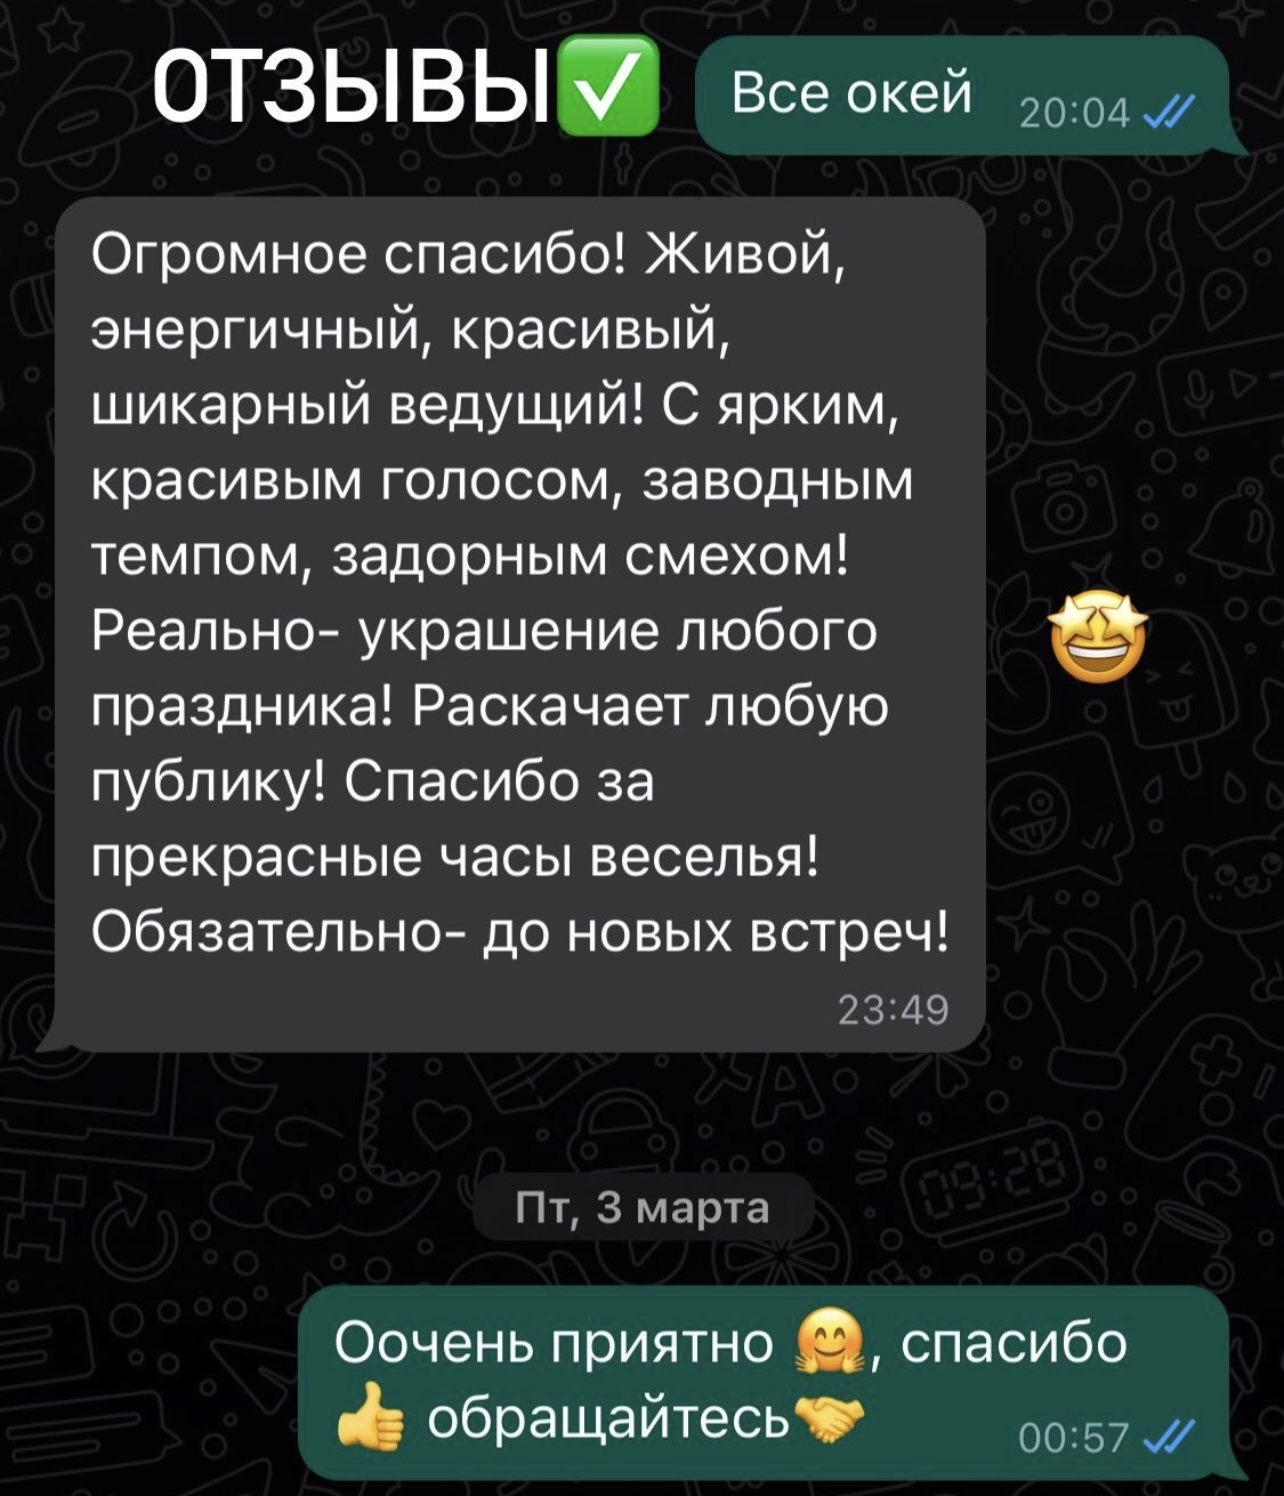 ОТЗЫВЫ✅
Все окей
20:04
Огромное спасибо! Живой,
энергичный, красивый,
шикарный ведущий! С ярким,
красивым голосом, заводным
темпом, задорным смехом!
Реально- украшение любого
праздника! Раскачает любую
публику! Спасибо за
прекрасные часы веселья!
Обязательно- до новых встреч!
23:49
🤩
09:28
Пт, 3 марта
Оочень приятно 🤗, спасибо
👍 обращайтесь🤝
00:57